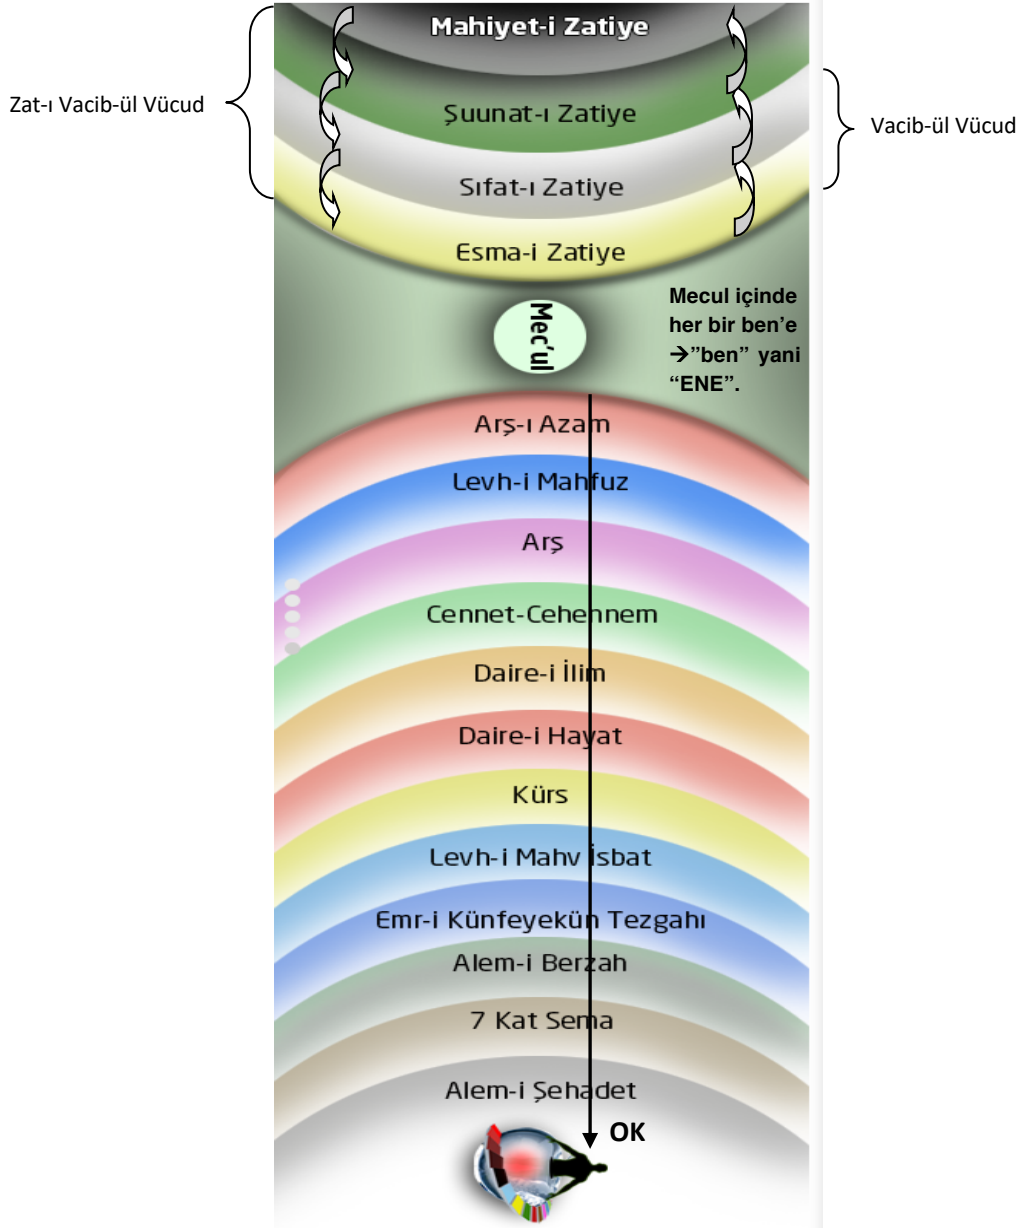 Mahiyet-i Zatiye
Zat-ı Vacib-ül Vücud
Şuunat-ı Zatiye
Vacib-ül Vücud
Sıfat-ı Zatiye
Esma-i Zatiye
Mec'ul
Mecul içinde
her bir ben'e
→"ben" yani
"ENE".
Arş-ı Azam
Levh-i Mahfuz
Arş
Cennet-Cehennem
Daire-i İlim
Daire-i Hayat
Kürs
Levh-i Mahv İsbat
Emr-i Künfeyekün Tezgahı
Alem-i Berzah
7 Kat Sema
Alem-i Şehadet
OK